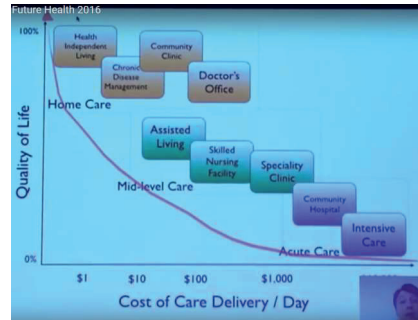 Future Health 2016
100%
Health
Independent
Living
Community
Clinic
Chronic
Disease
Management
Doctor's
Office
Home Care
Quality of Life
Assisted
Living
Skilled
Nursing
Facility
Speciality
Clinic
Mid-level Care
Community
Hospital
Intensive
Care
Acute Care
0%
$1
$10
$100
$1,000
Cost of Care Delivery / Day